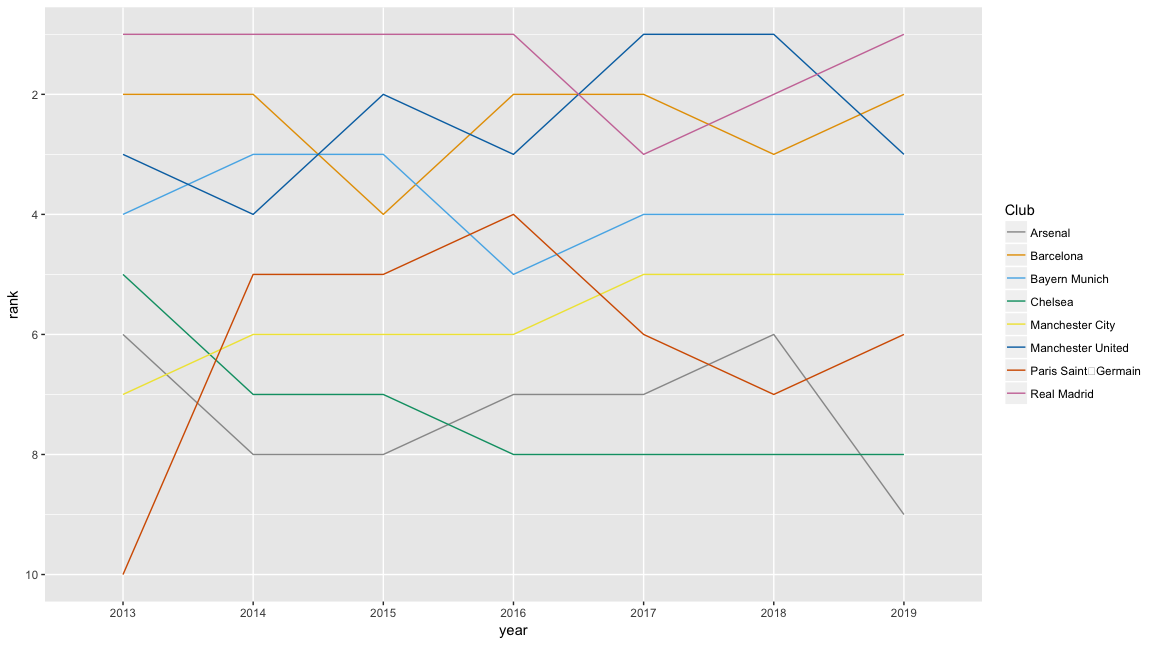 rank
2
4
6
8
10
2013 2014 2015 2016 2017 2018 2019
year
Club
Arsenal
Barcelona
Bayern Munich
Chelsea
Manchester City
Manchester United
Paris Saint□Germain
Real Madrid